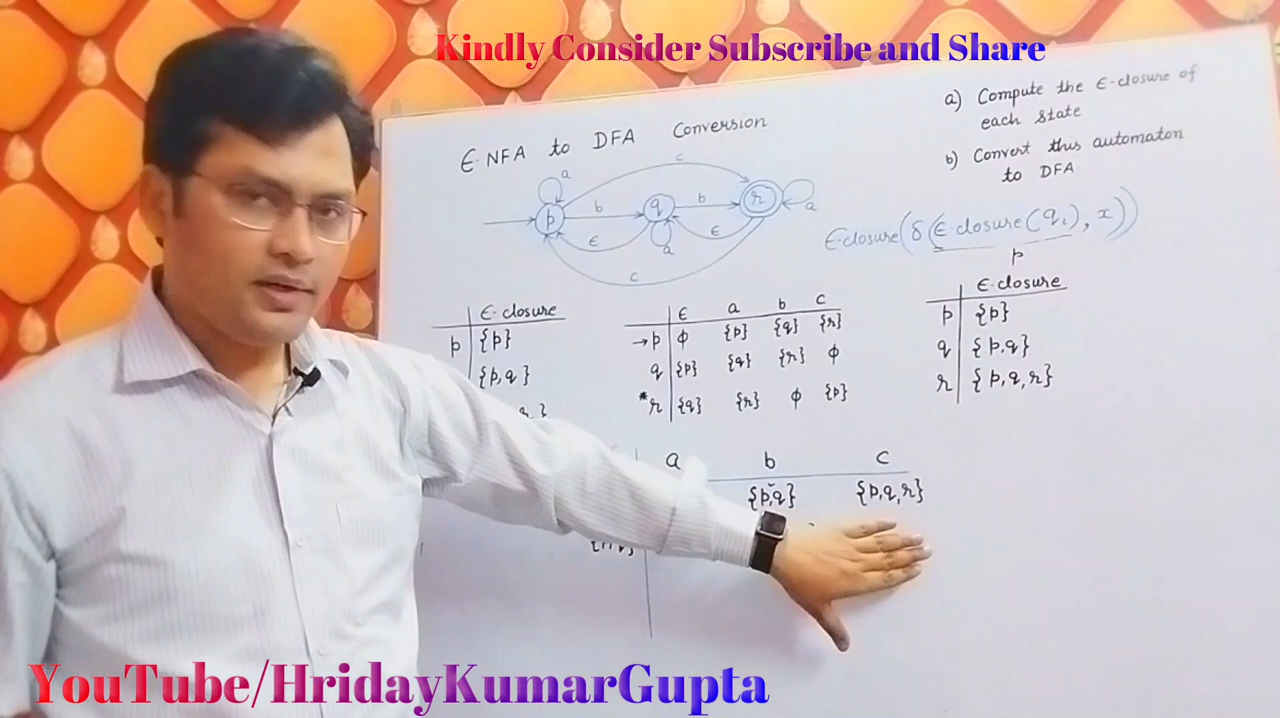 Kindly Consider Subscribe and Share
ϵ-NFA to DFA Conversion
a) Compute the ϵ-closure of
each state
b) Convert this automaton
to DFA
c
a
p b q b r
a
ϵ a ϵ
c
ϵ-closure(δ(ϵ-closure(qᵢ), x))
p
ϵ-closure
p {p}
{p,q}
ϵ a b c
→p ϕ {p} {q} {r}
q {p} {q} {r} ϕ
*r {q} {r} ϕ {p}
ϵ-closure
p {p}
q {p,q}
r {p,q,r}
a b c
{p,q} {p,q,r}
YouTube/HridayKumarGupta